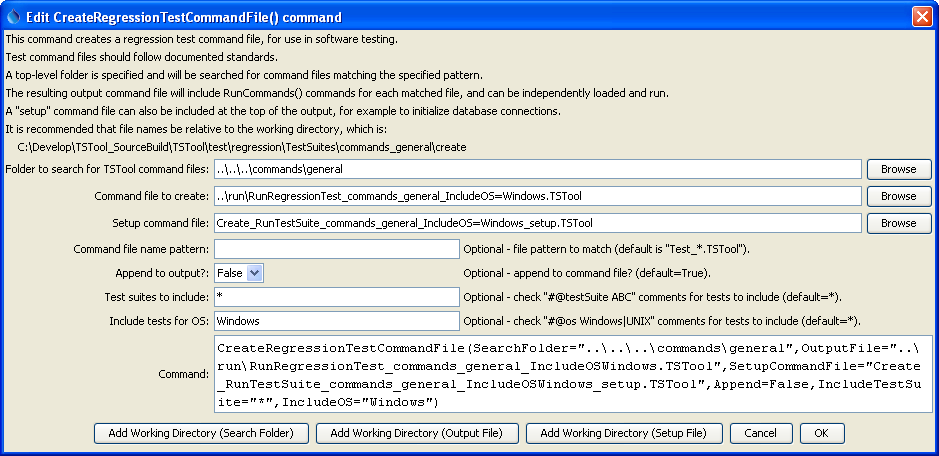 Edit CreateRegressionTestCommandFile() command
This command creates a regression test command file, for use in software testing.
Test command files should follow documented standards.
A top-level folder is specified and will be searched for command files matching the specified pattern.
The resulting output command file will include RunCommands() commands for each matched file, and can be independently loaded and run.
A "setup" command file can also be included at the top of the output, for example to initialize database connections.
It is recommended that file names be relative to the working directory, which is:
C:\Develop\TSTool_SourceBuild\TSTool\test\regression\TestSuites\commands_general\create
Folder to search for TSTool command files: ..\..\..\commands\general Browse
Command file to create: ..\run\RunRegressionTest_commands_general_IncludeOS=Windows.TSTool Browse
Setup command file: Create_RunTestSuite_commands_general_IncludeOS=Windows_setup.TSTool Browse
Command file name pattern: Optional - file pattern to match (default is "Test_*.TSTool").
Append to output?: False Optional - append to command file? (default=True).
Test suites to include: * Optional - check "#@testSuite ABC" comments for tests to include (default=*).
Include tests for OS: Windows Optional - check "#@os Windows|UNIX" comments for tests to include (default=*).
Command:
CreateRegressionTestCommandFile(SearchFolder="..\..\..\commands\general",OutputFile="..\
run\RunRegressionTest_commands_general_IncludeOSWindows.TSTool",SetupCommandFile="Create
_RunTestSuite_commands_general_IncludeOSWindows_setup.TSTool",Append=False,IncludeTestSui
te="*",IncludeOS="Windows")
Add Working Directory (Search Folder) Add Working Directory (Output File) Add Working Directory (Setup File) Cancel OK